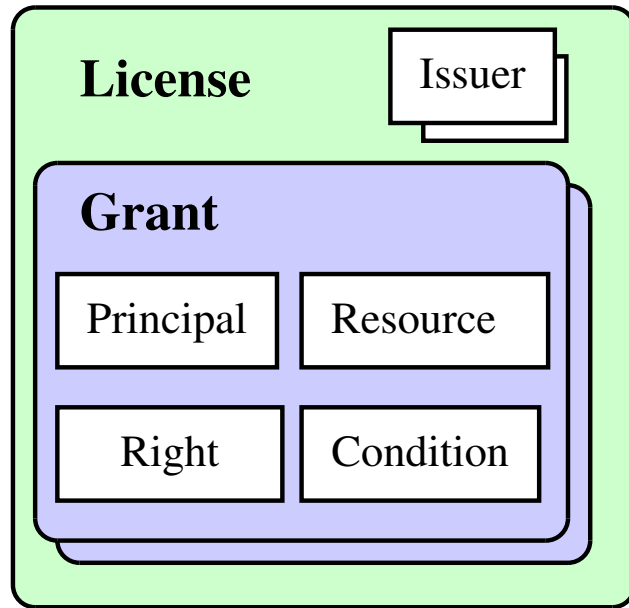 License
Issuer
Grant
Principal
Resource
Right
Condition